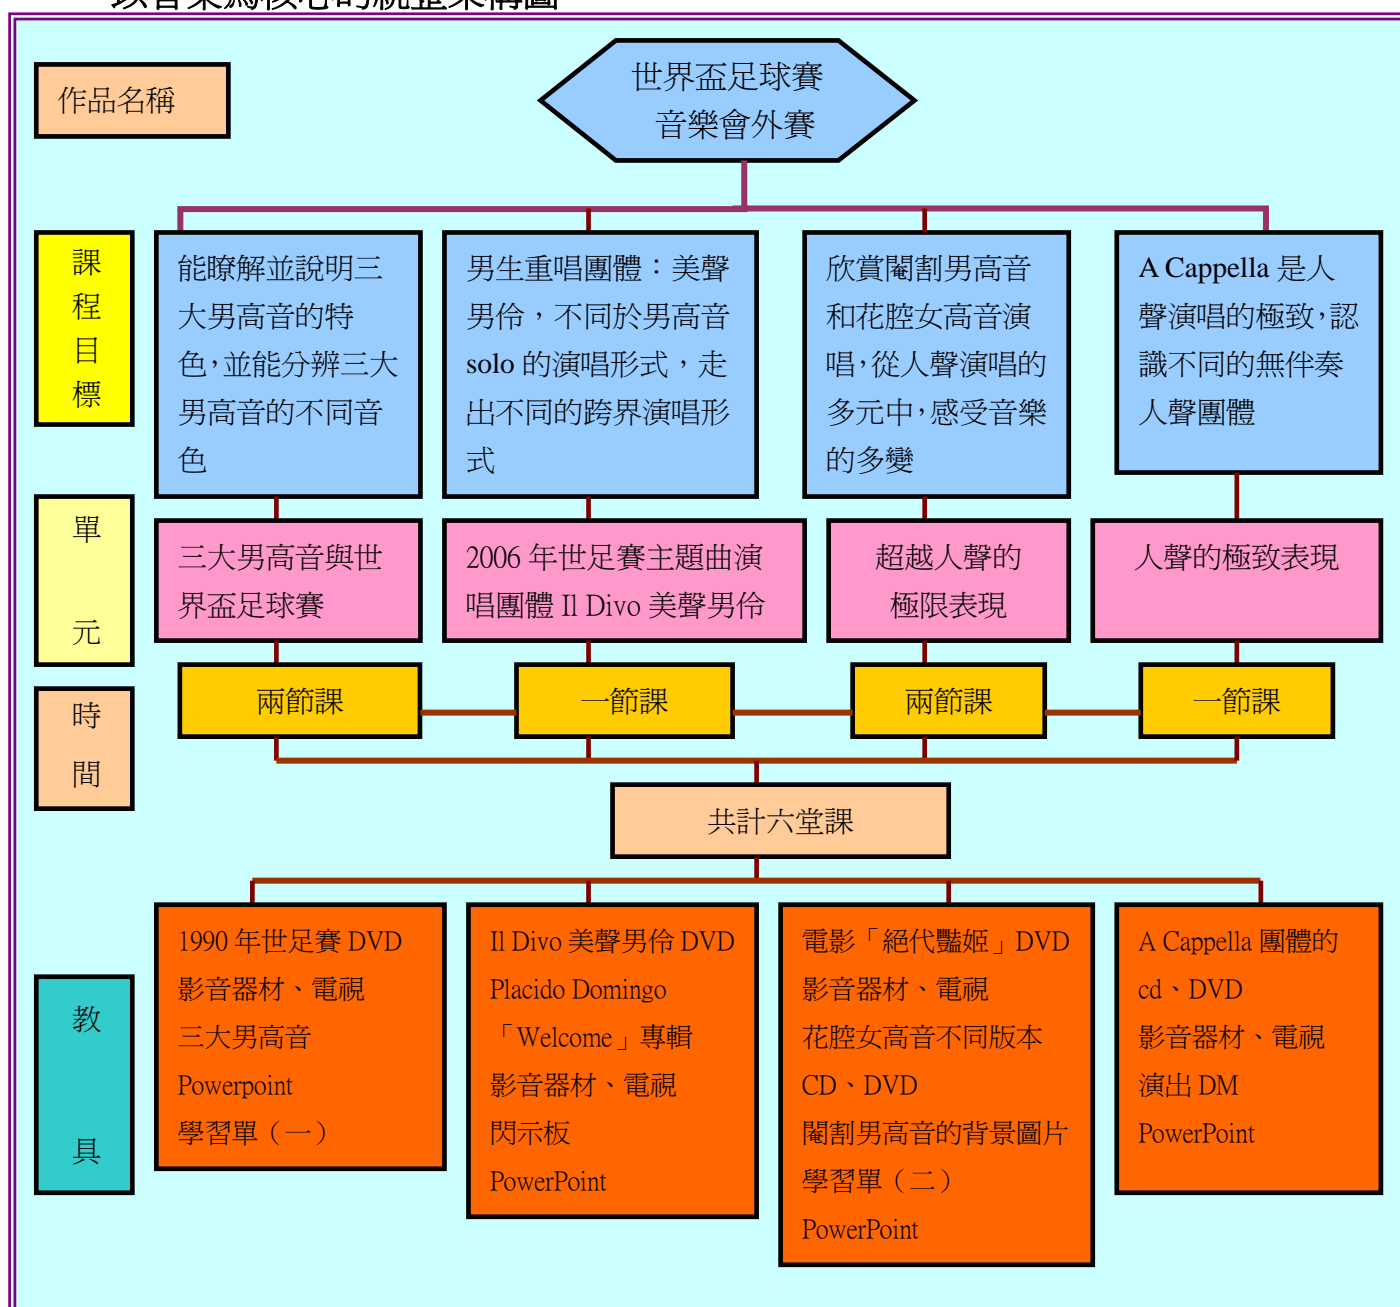 以音樂為核心的統整架構圖
作品名稱
世界盃足球賽
音樂會外賽
課
程
目
標
能瞭解並說明三
大男高音的特
色，並能分辨三大
男高音的不同音
色
男生重唱團體：美聲
男伶，不同於男高音
solo 的演唱形式，走
出不同的跨界演唱形
式
欣賞閹割男高音
和花腔女高音演
唱，從人聲演唱的
多元中，感受音樂
的多變
A Cappella 是人
聲演唱的極致，認
識不同的無伴奏
人聲團體
單
元
三大男高音與世
界盃足球賽
2006 年世足賽主題曲演
唱團體 Il Divo 美聲男伶
超越人聲的
極限表現
人聲的極致表現
時
間
兩節課
一節課
兩節課
一節課
共計六堂課
教
具
1990 年世足賽 DVD
影音器材、電視
三大男高音
Powerpoint
學習單（一）
Il Divo 美聲男伶 DVD
Placido Domingo
「Welcome」專輯
影音器材、電視
閃示板
PowerPoint
電影「絕代豔姬」DVD
影音器材、電視
花腔女高音不同版本
CD、DVD
閹割男高音的背景圖片
學習單（二）
PowerPoint
A Cappella 團體的
cd、DVD
影音器材、電視
演出 DM
PowerPoint